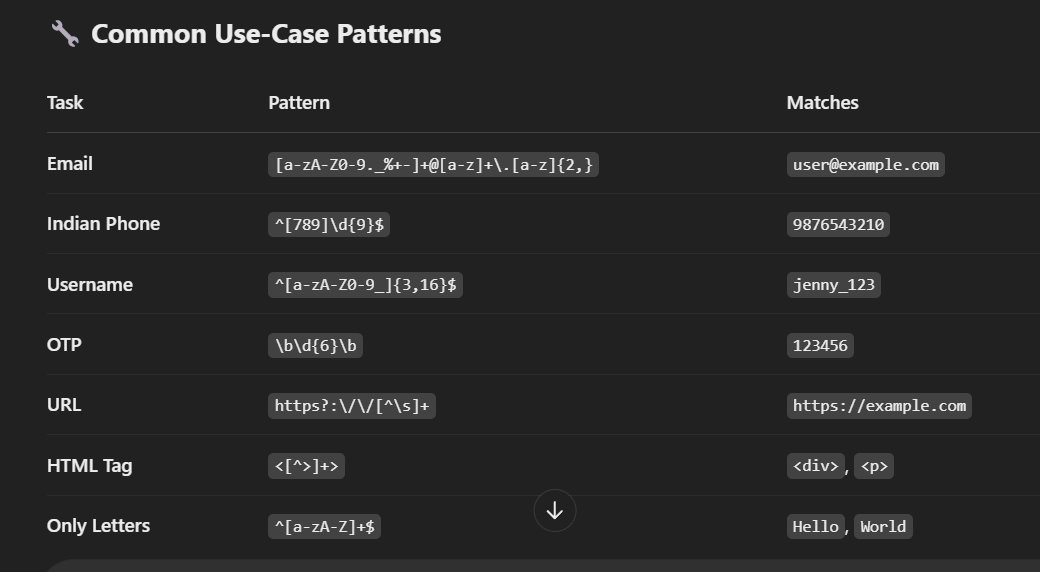 Common Use-Case Patterns
Task Pattern Matches
Email [a-zA-Z0-9._%+-]+@[a-z]+\.[a-z]{2,} user@example.com
Indian Phone ^[789]\d{9}$ 9876543210
Username ^[a-zA-Z0-9_]{3,16}$ jenny_123
OTP \b\d{6}\b 123456
URL https?:\/\/[^\s]+ https://example.com
HTML Tag <[^>]+> <div>, <p>
Only Letters ^[a-zA-Z]+$ Hello, World